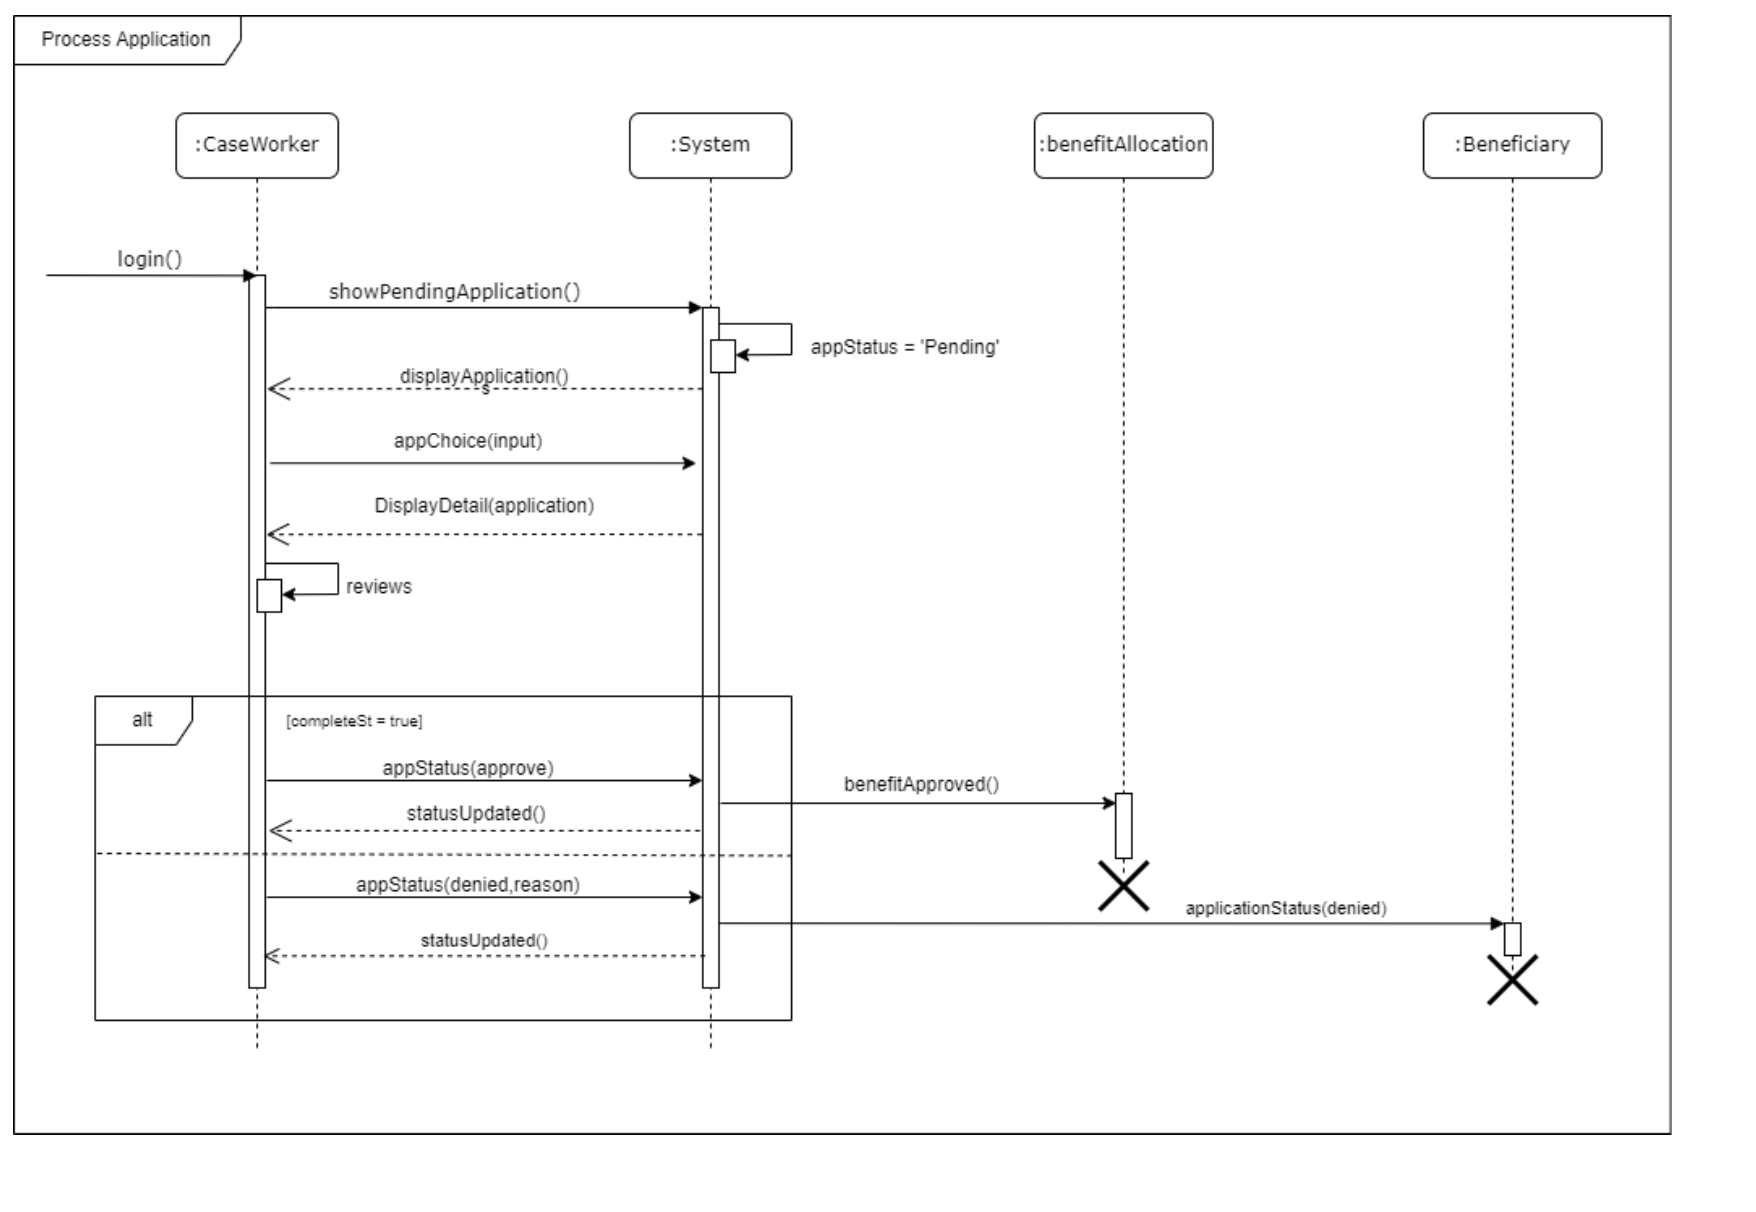 Process Application
:CaseWorker
:System
:benefitAllocation
:Beneficiary
login()
showPendingApplication()
appStatus = 'Pending'
displayApplication()
s
appChoice(input)
DisplayDetail(application)
reviews
alt
[completeSt = true]
appStatus(approve)
benefitApproved()
statusUpdated()
appStatus(denied,reason)
applicationStatus(denied)
statusUpdated()